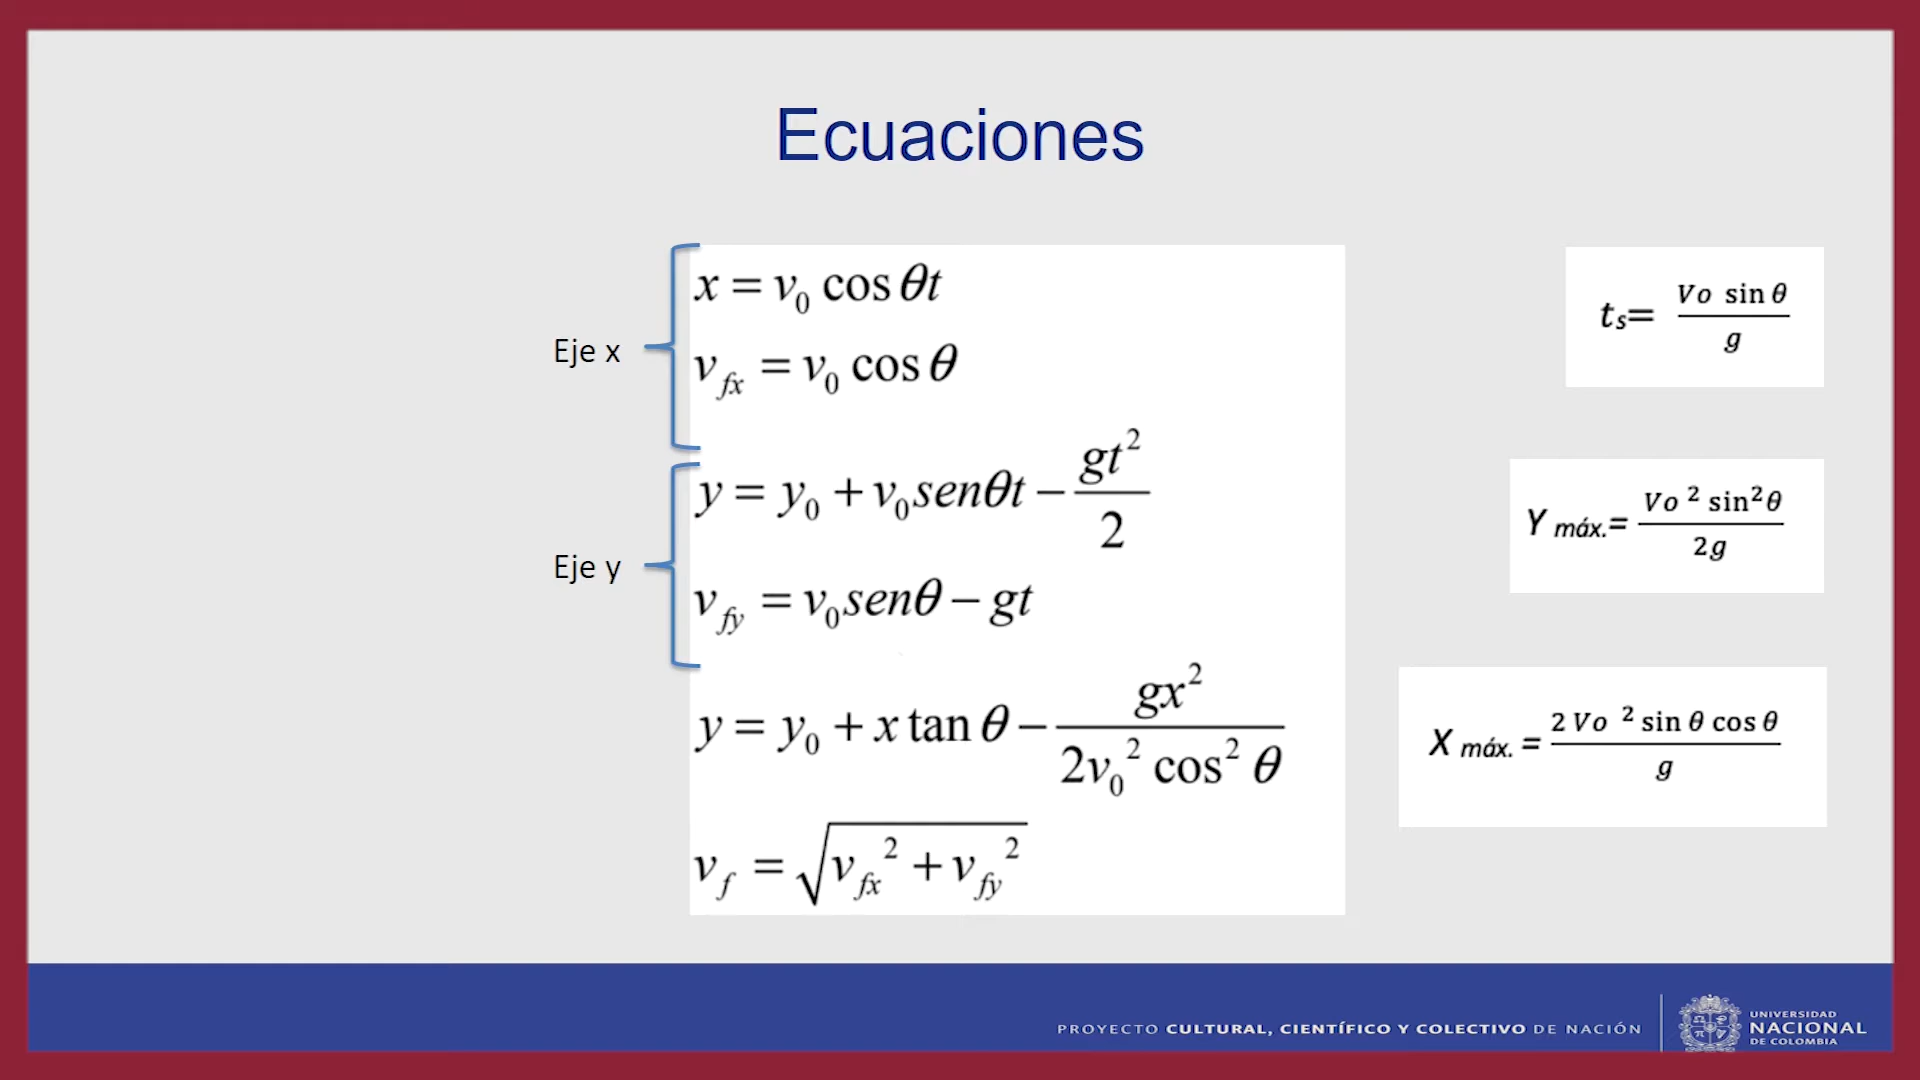 Ecuaciones
Eje x
x = v₀ cos θt
v_fx = v₀ cos θ
Eje y
y = y₀ + v₀senθt − gt²/2
v_fy = v₀senθ − gt
y = y₀ + x tan θ − gx²/2v₀² cos² θ
v_f = √(v_fx² + v_fy²)
tₛ= Vo sin θ/g
Y máx.= Vo ² sin²θ/2g
X máx. = 2 Vo ² sin θ cos θ/g
PROYECTO CULTURAL, CIENTÍFICO Y COLECTIVO DE NACIÓN
UNIVERSIDAD
NACIONAL
DE COLOMBIA